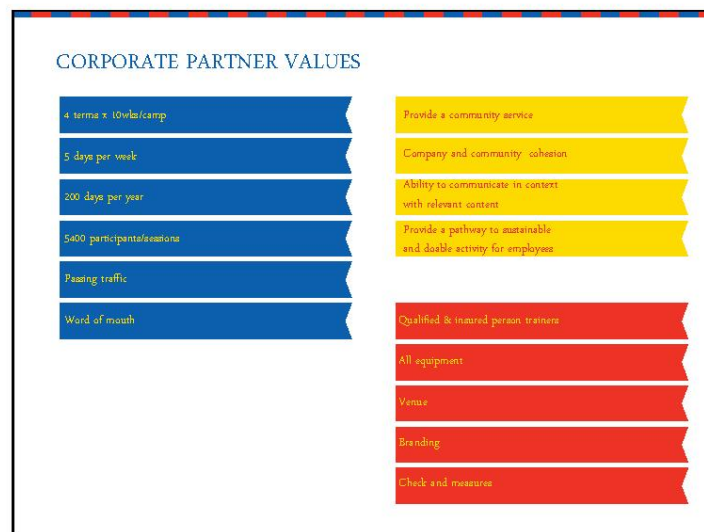 CORPORATE PARTNER VALUES
4 terms x 10wks/camp
5 days per week
200 days per year
5400 participants/sessions
Passing traffic
Word of mouth
Provide a community service
Company and community cohesion
Ability to communicate in context
with relevant content
Provide a pathway to sustainable
and doable activity for employees
Qualified & insured person trainers
All equipment
Venue
Branding
Check and measures